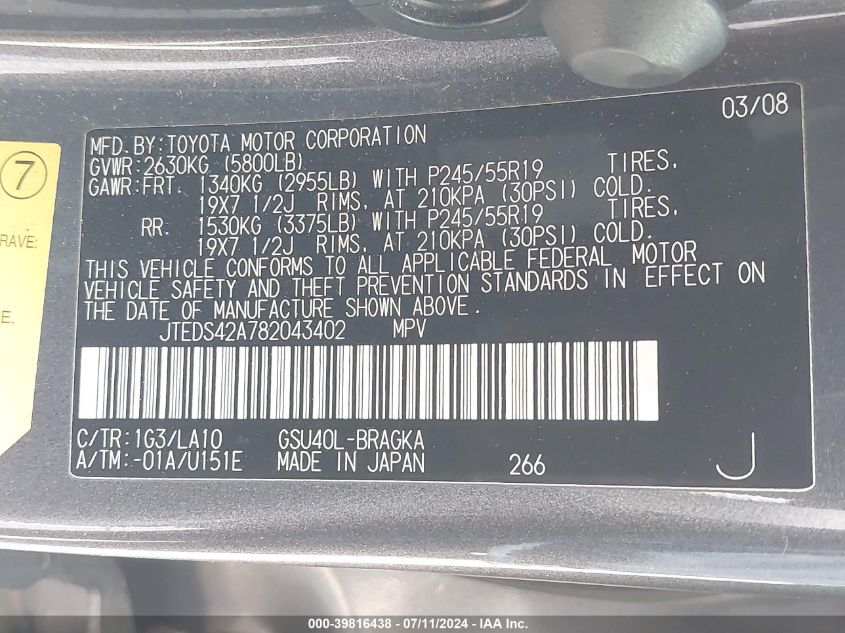 03/08
MFD. BY: TOYOTA MOTOR CORPORATION
GVWR: 2630KG (5800LB)
GAWR: FRT. 1340KG (2955LB) WITH P245/55R19 TIRES,
19X7 1/2J RIMS, AT 210KPA (30PSI) COLD.
RR. 1530KG (3375LB) WITH P245/55R19 TIRES,
19X7 1/2J RIMS, AT 210KPA (30PSI) COLD.
THIS VEHICLE CONFORMS TO ALL APPLICABLE FEDERAL MOTOR
VEHICLE SAFETY AND THEFT PREVENTION STANDARDS IN EFFECT ON
THE DATE OF MANUFACTURE SHOWN ABOVE.
JTEDS42A782043402 MPV
C/TR: 1G3/LA10 GSU40L-BRAGKA
A/TM: -01A/U151E MADE IN JAPAN 266 J
7
RAVE:
E.
000-39816438 - 07/11/2024 - IAA Inc.